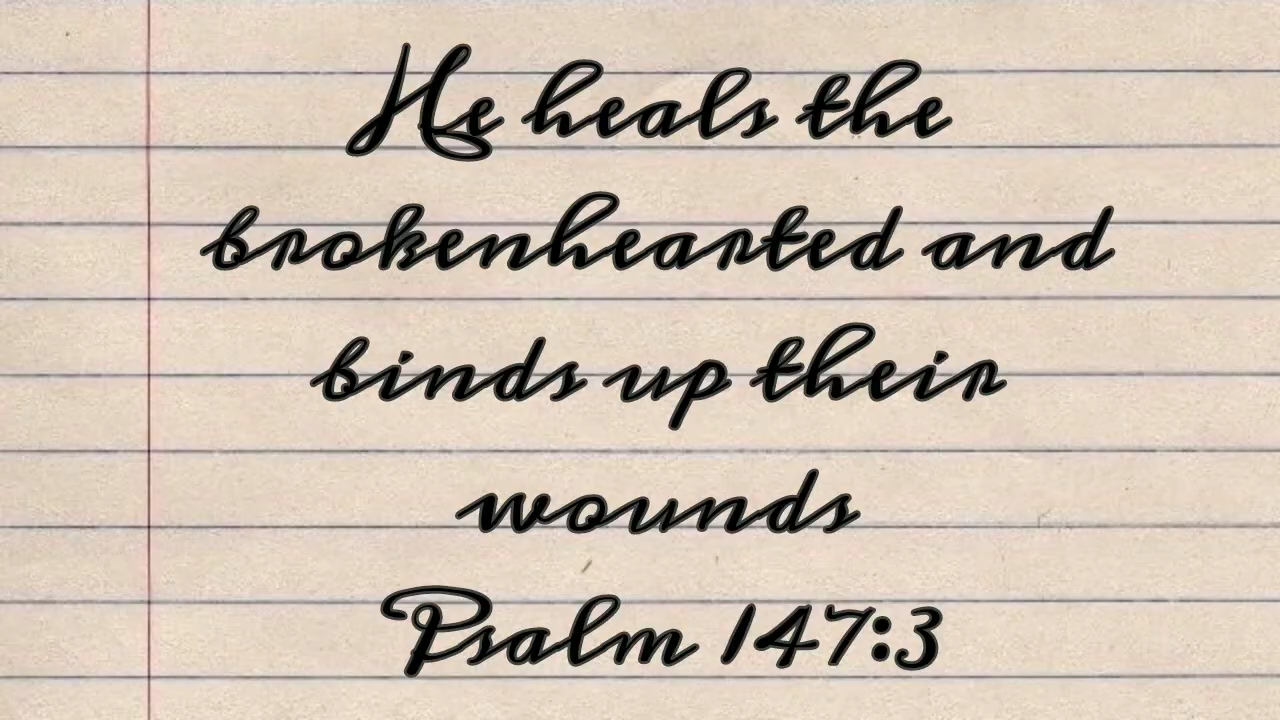 He heals the
brokenhearted and
binds up their
wounds
Psalm 147:3